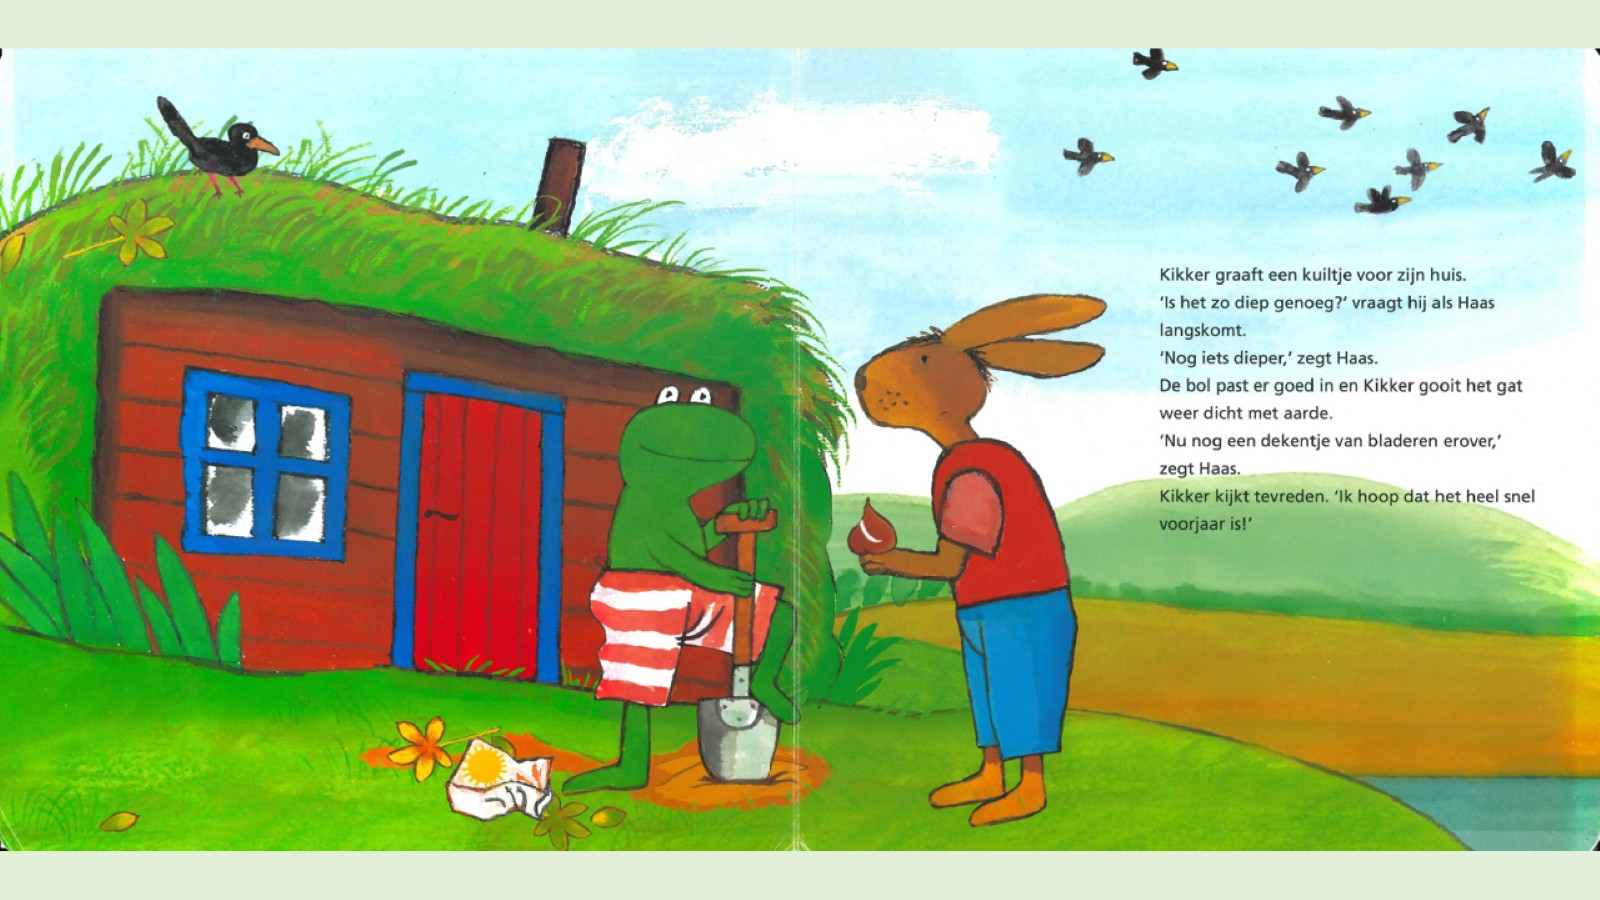 Kikker graaft een kuiltje voor zijn huis.
‘Is het zo diep genoeg?’ vraagt hij als Haas
langskomt.
‘Nog iets dieper,’ zegt Haas.
De bol past er goed in en Kikker gooit het gat
weer dicht met aarde.
‘Nu nog een dekentje van bladeren erover,’
zegt Haas.
Kikker kijkt tevreden. ‘Ik hoop dat het heel snel
voorjaar is!’